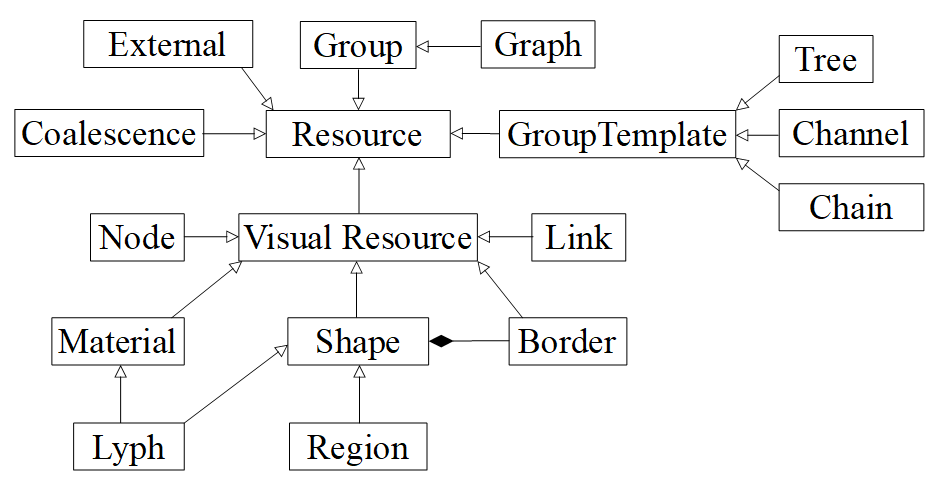 External
Group
Graph
Tree
Coalescence
Resource
GroupTemplate
Channel
Chain
Node
Visual Resource
Link
Material
Shape
Border
Lyph
Region